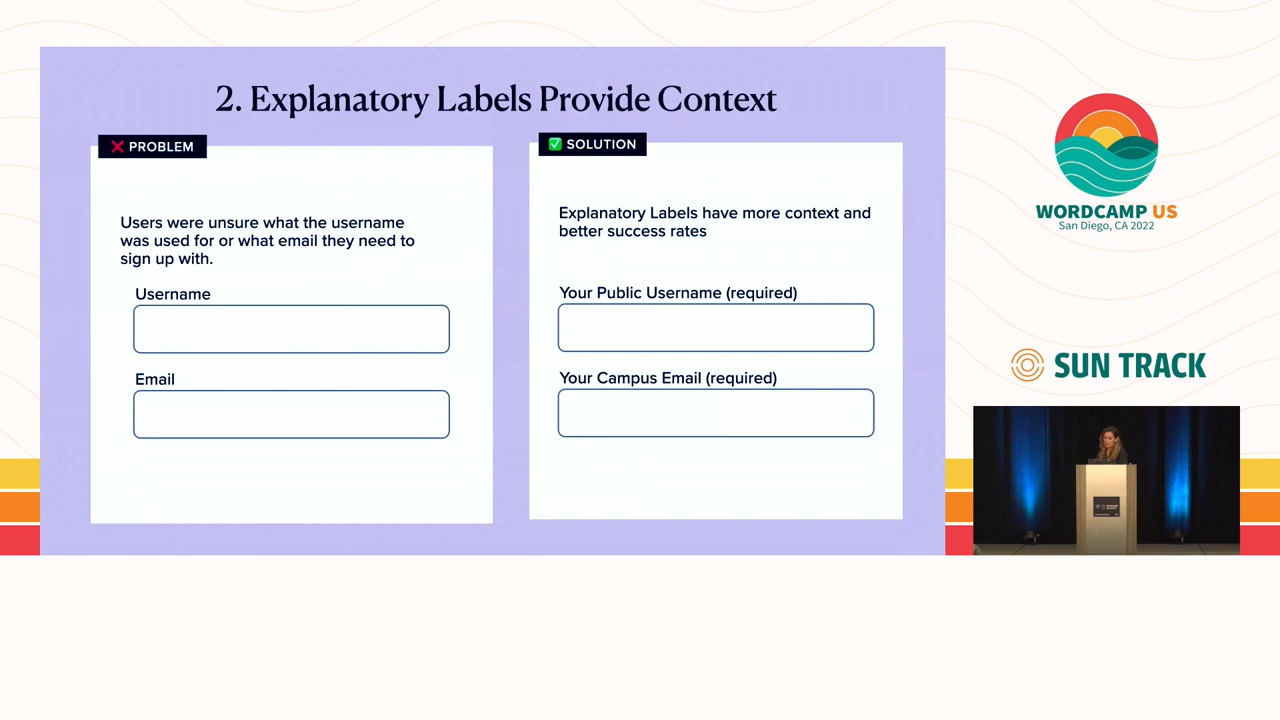 2. Explanatory Labels Provide Context
PROBLEM
Users were unsure what the username
was used for or what email they need to
sign up with.
Username
Email
SOLUTION
Explanatory Labels have more context and
better success rates
Your Public Username (required)
Your Campus Email (required)
WORDCAMP US
San Diego, CA 2022
SUN TRACK